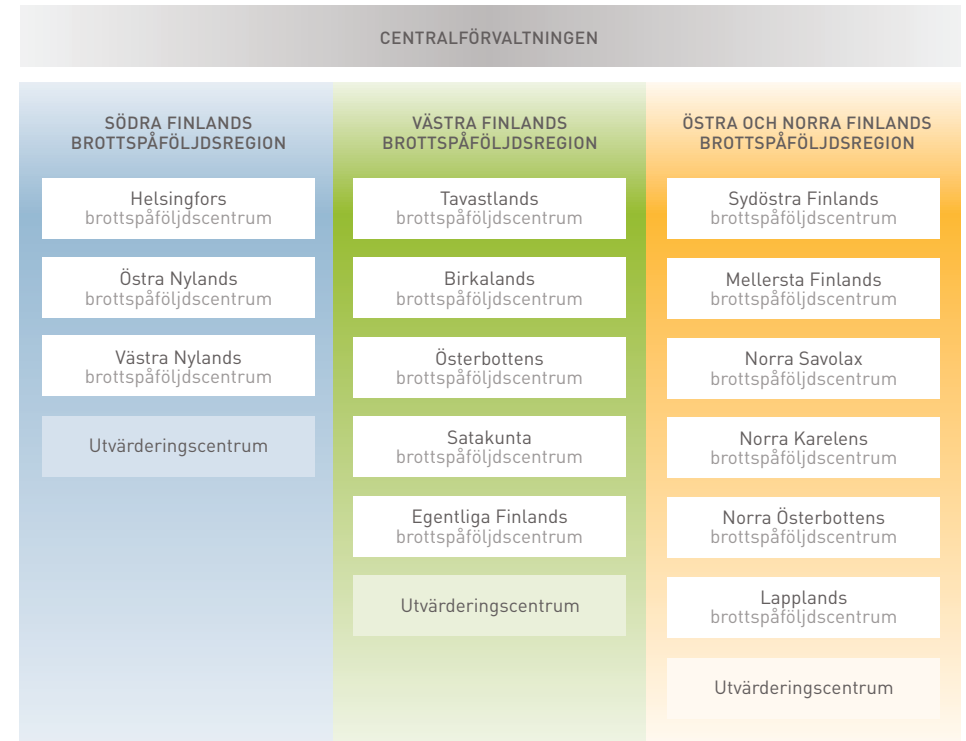 CENTRALFÖRVALTNINGEN
SÖDRA FINLANDS
BROTTSPÅFÖLJDSREGION
Helsingfors
brottspåföljdscentrum
Östra Nylands
brottspåföljdscentrum
Västra Nylands
brottspåföljdscentrum
Utvärderingscentrum
VÄSTRA FINLANDS
BROTTSPÅFÖLJDSREGION
Tavastlands
brottspåföljdscentrum
Birkalands
brottspåföljdscentrum
Österbottens
brottspåföljdscentrum
Satakunta
brottspåföljdscentrum
Egentliga Finlands
brottspåföljdscentrum
Utvärderingscentrum
ÖSTRA OCH NORRA FINLANDS
BROTTSPÅFÖLJDSREGION
Sydöstra Finlands
brottspåföljdscentrum
Mellersta Finlands
brottspåföljdscentrum
Norra Savolax
brottspåföljdscentrum
Norra Karelens
brottspåföljdscentrum
Norra Österbottens
brottspåföljdscentrum
Lapplands
brottspåföljdscentrum
Utvärderingscentrum